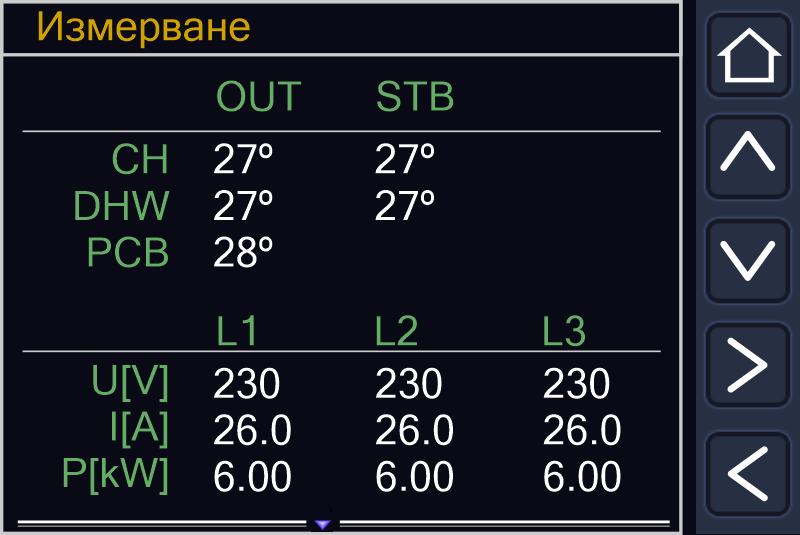 Измерване
OUT STB
CH 27º 27º
DHW 27º 27º
PCB 28º
L1 L2 L3
U[V] 230 230 230
I[A] 26.0 26.0 26.0
P[kW] 6.00 6.00 6.00